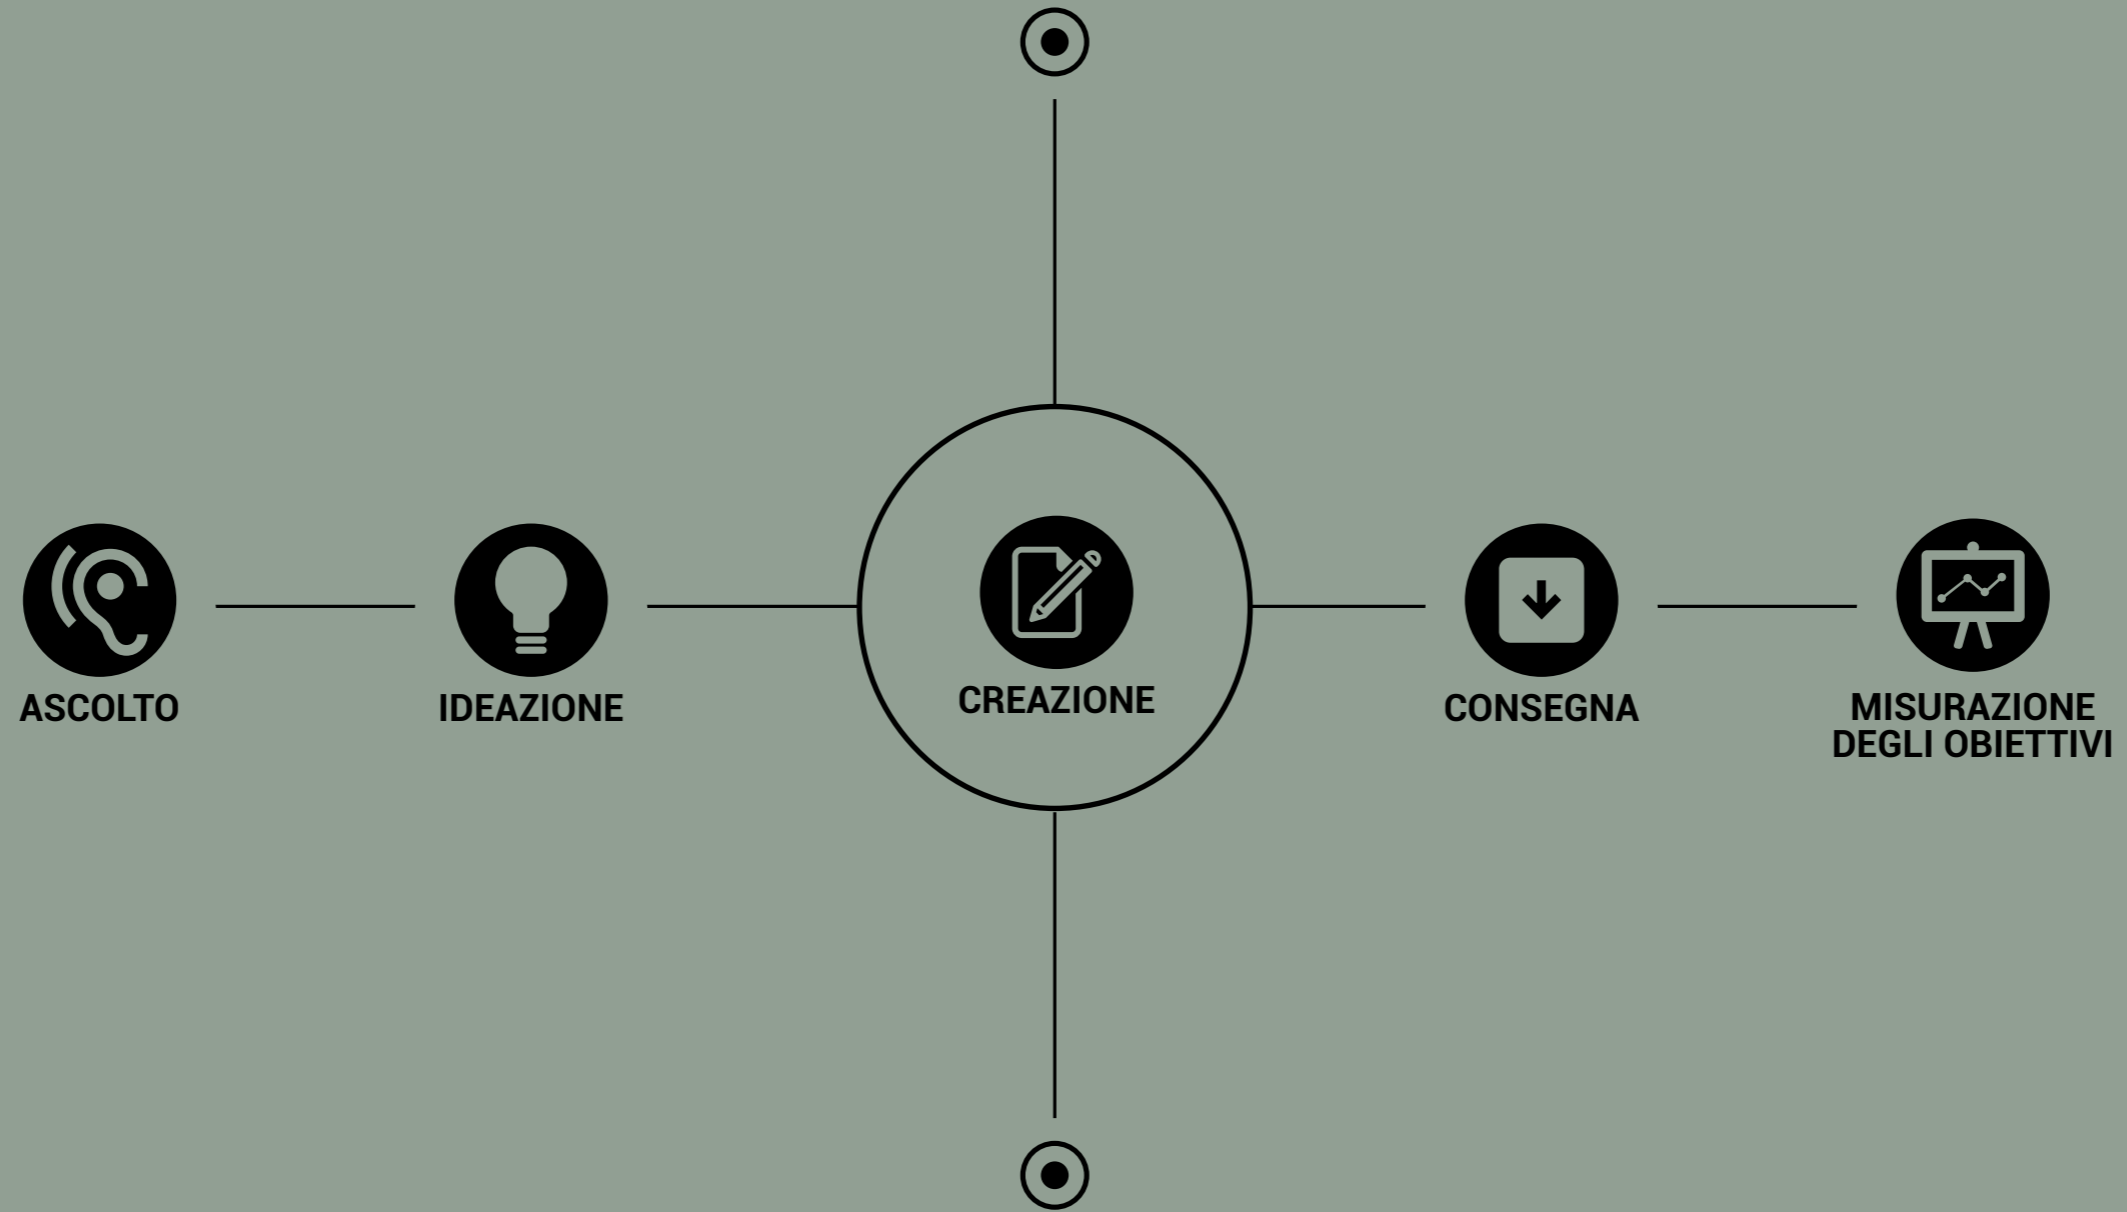 ASCOLTO
IDEAZIONE
CREAZIONE
CONSEGNA
MISURAZIONE
DEGLI OBIETTIVI